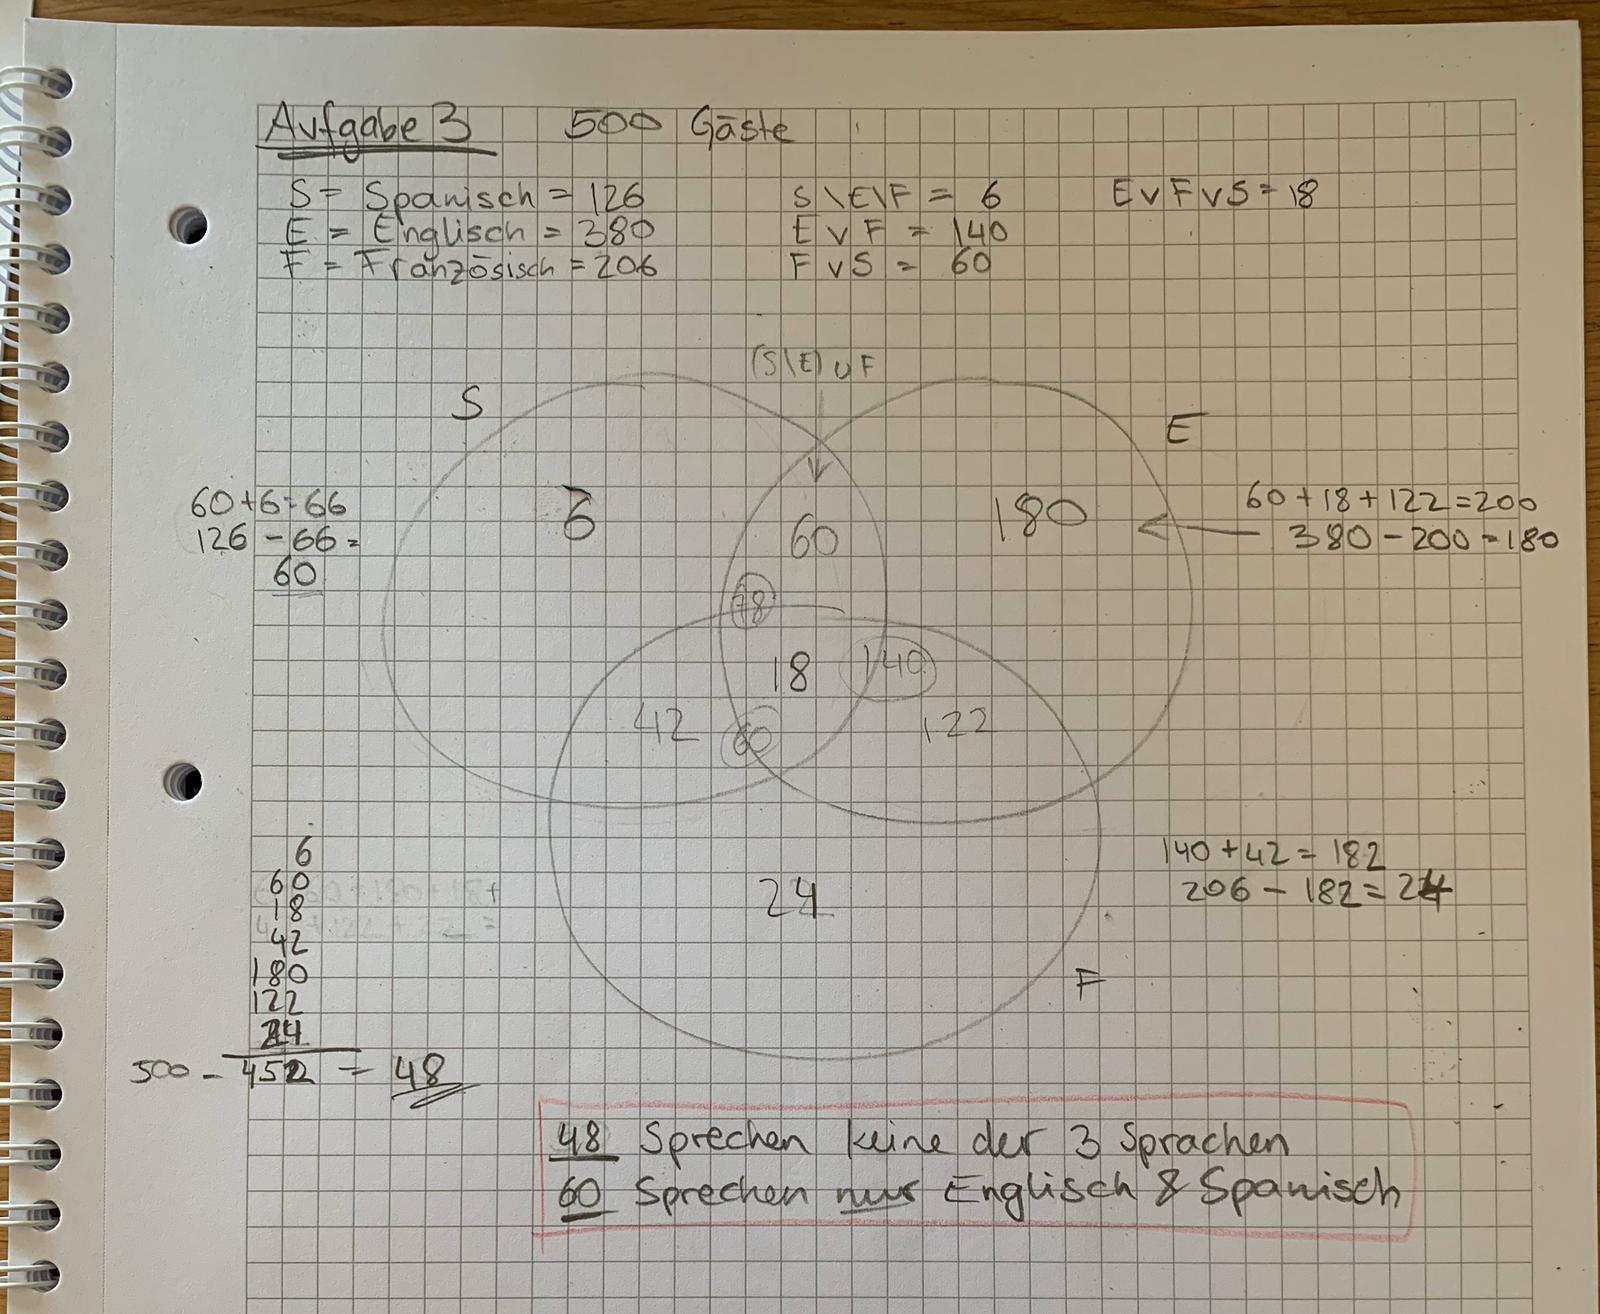 Aufgabe 3 500 Gäste
S = Spanisch = 126 S\E\F = 6 E v F v S = 18
E = Englisch = 380 E v F = 140
F = Französisch = 206 F v S = 60
(S\E) ∪ F
S
E
60+6=66 6 180 60+18+122=200
126-66= 60 380-200=180
60
78
18 140
42 60 122
6 140+42=182
60 24 206-182=24
18
42
180 F
122
24
500 - 452 = 48
48 Sprechen keine der 3 Sprachen
60 Sprechen nur Englisch & Spanisch